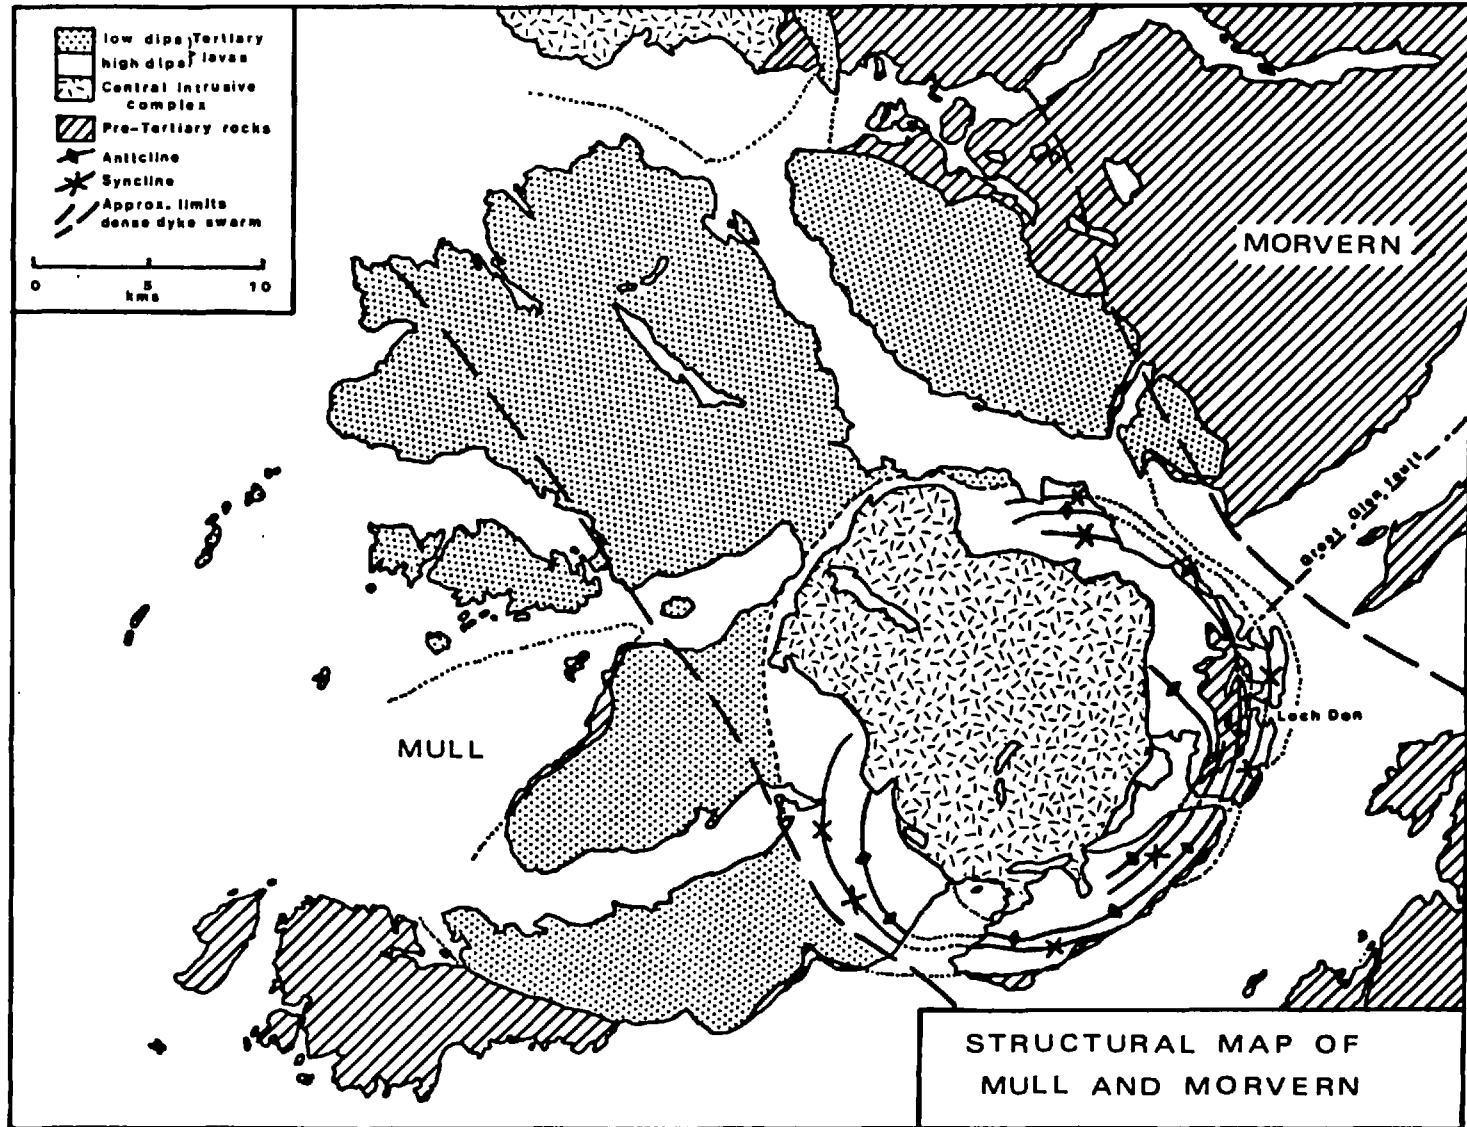 low dips } Tertiary
high dips } lavas
Central Intrusive
complex
Pre-Tertiary rocks
Anticline
Syncline
Approx. limits
dense dyke swarm
0 5 10
kms
MORVERN
Great Glen fault
Loch Don
MULL
STRUCTURAL MAP OF
MULL AND MORVERN